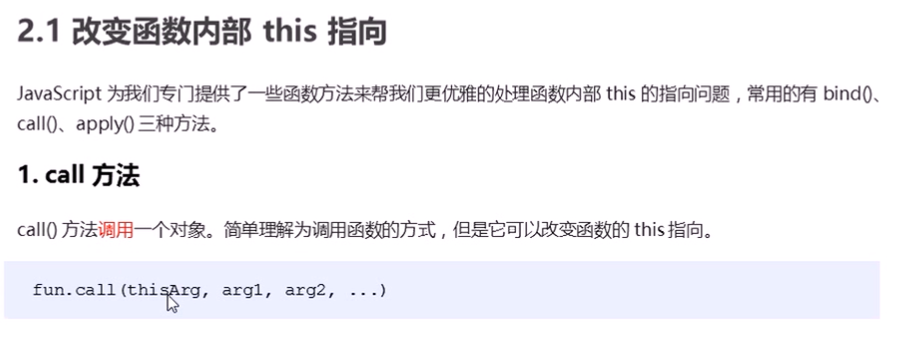 2.1 改变函数内部 this 指向
JavaScript 为我们专门提供了一些函数方法来帮我们更优雅的处理函数内部 this 的指向问题，常用的有 bind()、
call()、apply() 三种方法。
1. call 方法
call() 方法调用一个对象。简单理解为调用函数的方式，但是它可以改变函数的 this 指向。
fun.call(thisArg, arg1, arg2, ...)